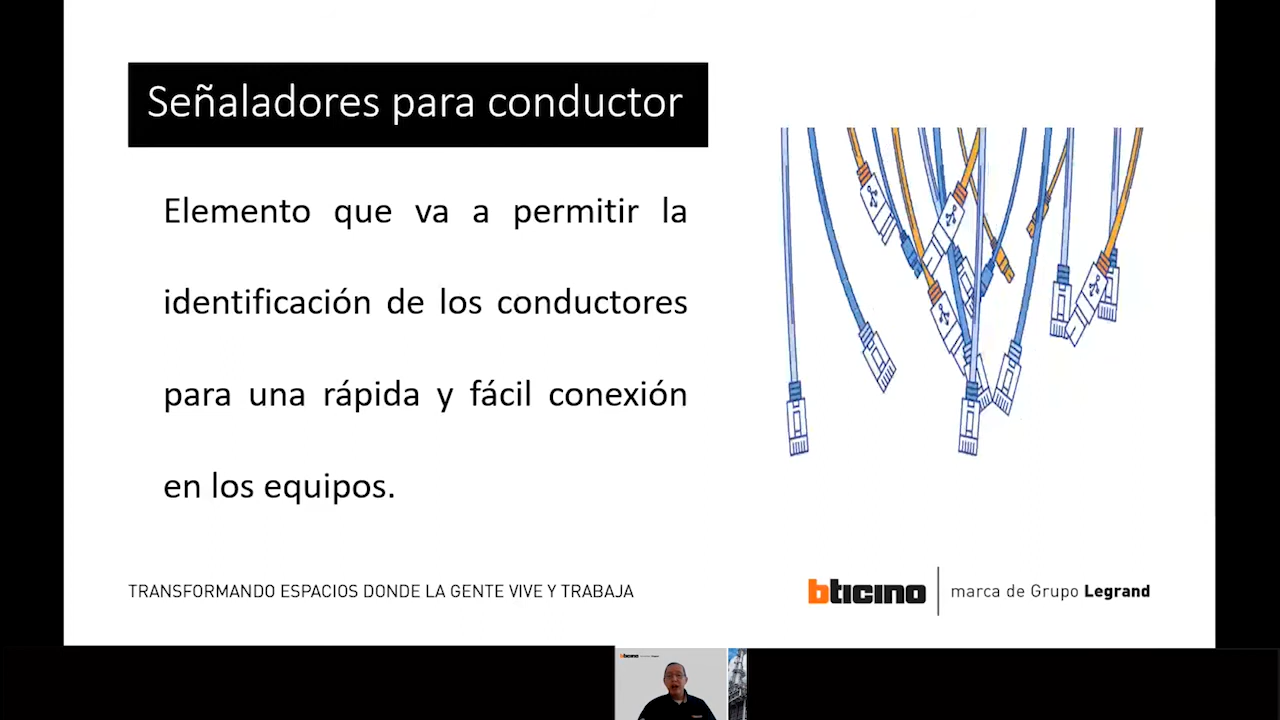 Señaladores para conductor
Elemento que va a permitir la
identificación de los conductores
para una rápida y fácil conexión
en los equipos.
TRANSFORMANDO ESPACIOS DONDE LA GENTE VIVE Y TRABAJA
bticino marca de Grupo Legrand
bticino